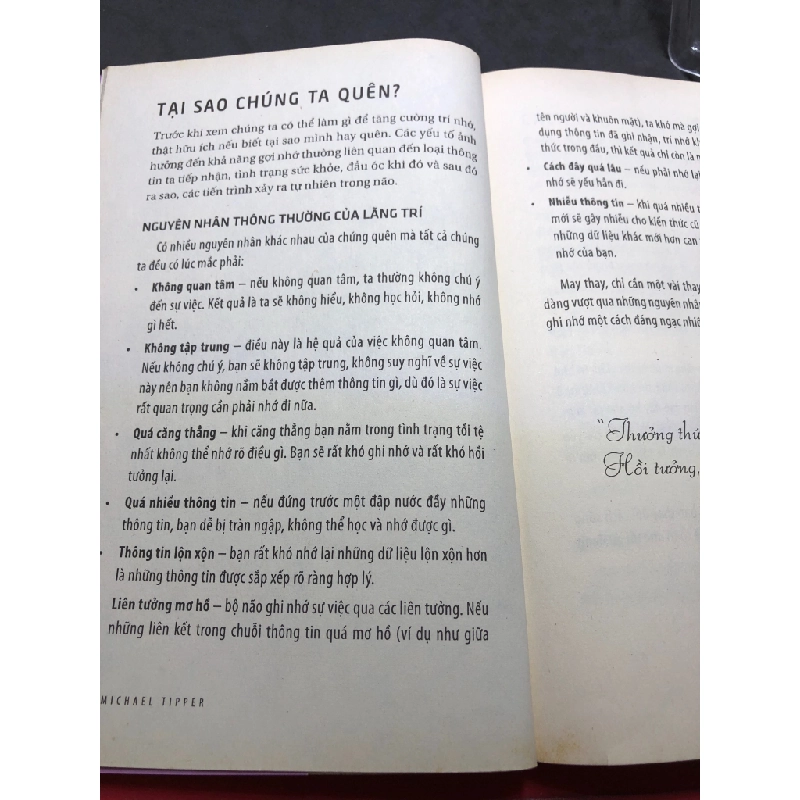 TẠI SAO CHÚNG TA QUÊN?
Trước khi xem chúng ta có thể làm gì để tăng cường trí nhớ,
thật hữu ích nếu biết tại sao mình hay quên. Các yếu tố ảnh
hưởng đến khả năng gợi nhớ thường liên quan đến loại thông
tin ta tiếp nhận, tình trạng sức khỏe, đầu óc khi đó và sau đó
ra sao, các tiến trình xảy ra tự nhiên trong não.
NGUYÊN NHÂN THÔNG THƯỜNG CỦA LÃNG TRÍ
Có nhiều nguyên nhân khác nhau của chứng quên mà tất cả chúng
ta đều có lúc mắc phải:
• Không quan tâm – nếu không quan tâm, ta thường không chú ý
đến sự việc. Kết quả là ta sẽ không hiểu, không học hỏi, không nhớ
gì hết.
• Không tập trung – điều này là hệ quả của việc không quan tâm.
Nếu không chú ý, bạn sẽ không tập trung, không suy nghĩ về sự việc
này nên bạn không nắm bắt được thêm thông tin gì, dù đó là sự việc
rất quan trọng cần phải nhớ đi nữa.
• Quá căng thẳng – khi căng thẳng bạn nằm trong tình trạng tồi tệ
nhất không thể nhớ rõ điều gì. Bạn sẽ rất khó ghi nhớ và rất khó hồi
tưởng lại.
• Quá nhiều thông tin – nếu đứng trước một đập nước đầy những
thông tin, bạn dễ bị tràn ngập, không thể học và nhớ được gì.
• Thông tin lộn xộn – bạn rất khó nhớ lại những dữ liệu lộn xộn hơn
là những thông tin được sắp xếp rõ ràng hợp lý.
Liên tưởng mơ hồ – bộ não ghi nhớ sự việc qua các liên tưởng. Nếu
những liên kết trong chuỗi thông tin quá mơ hồ (ví dụ như giữa
MICHAEL TIPPER
tên người và khuôn mặt), ta khó mà gợi
dụng thông tin đã ghi nhận, trí nhớ
thức trong đầu, thì kết quả chỉ còn là
• Cách đây quá lâu – nếu phải nhớ lại
nhớ sẽ yếu hẳn đi.
• Nhiễu thông tin – khi quá nhiều
mới sẽ gây nhiễu cho kiến thức
những dữ liệu khác mới hơn can
nhớ của bạn.
May thay, chỉ cần một vài thay
dàng vượt qua những nguyên
ghi nhớ một cách đáng ngạc
"Thưởng
Hồi tưởng,